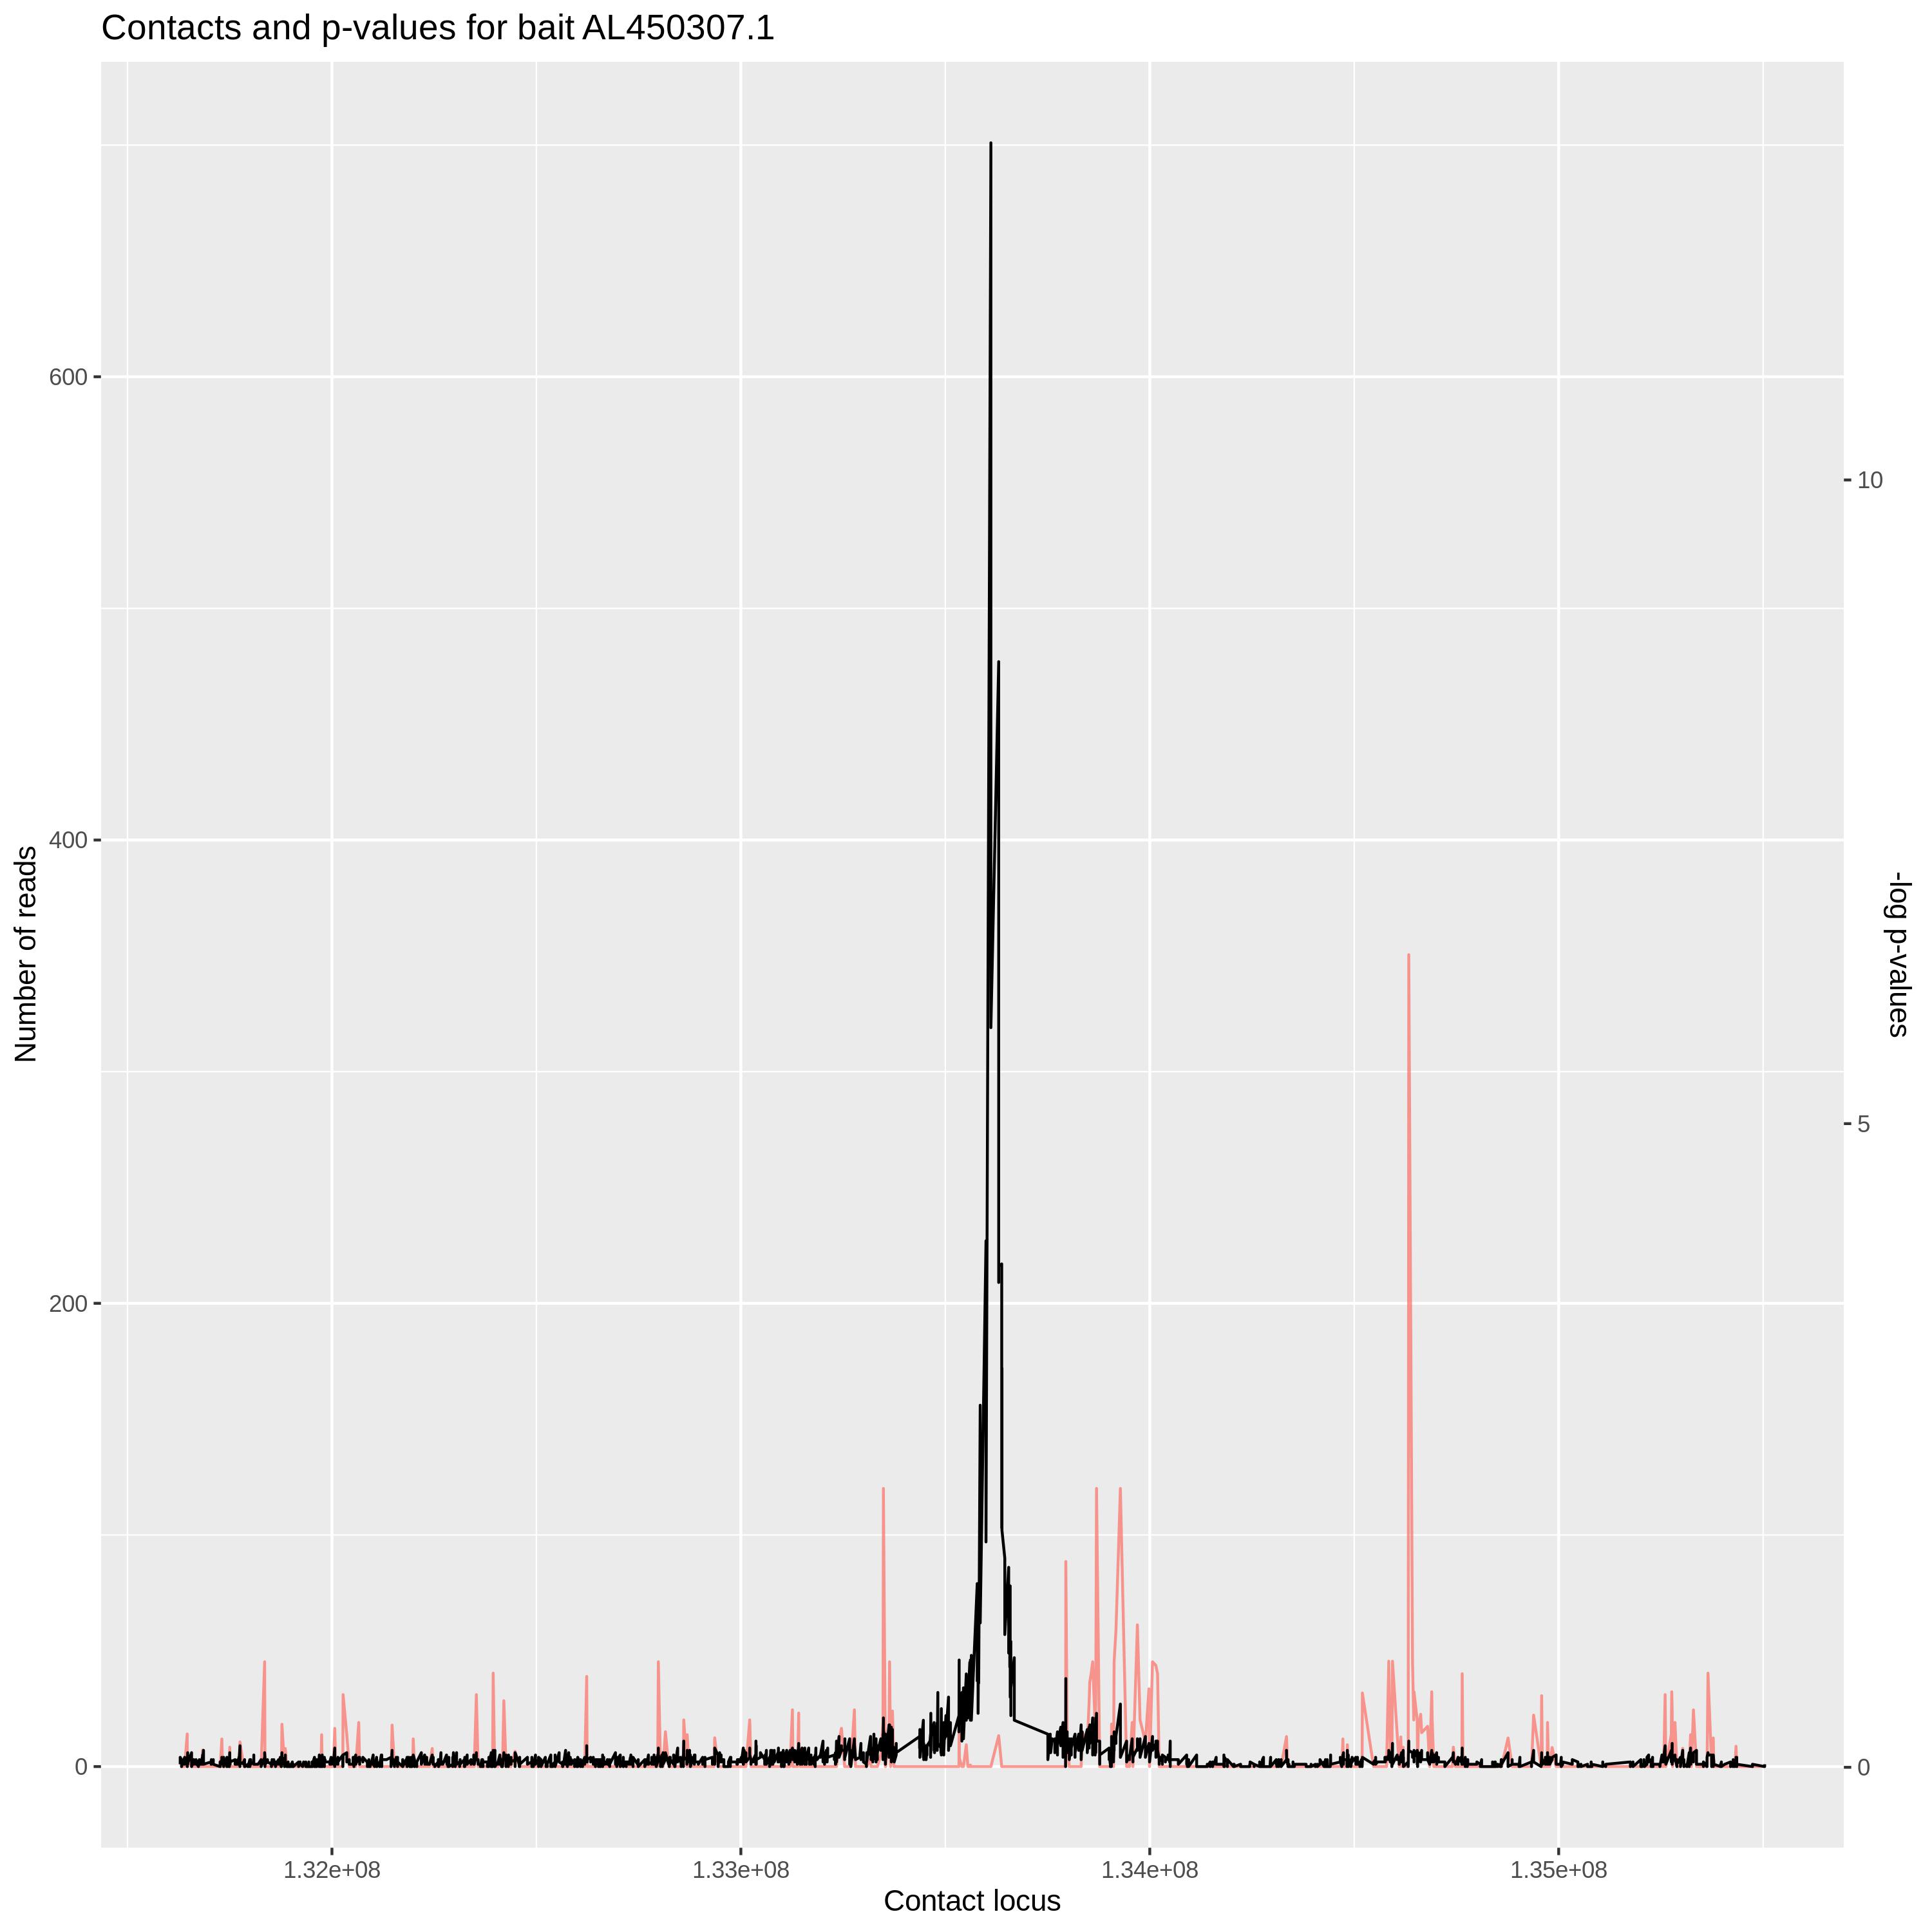 Contacts and p-values for bait AL450307.1
600
400
200
0
10
5
0
Number of reads
-log p-values
1.32e+08 1.33e+08 1.34e+08 1.35e+08
Contact locus